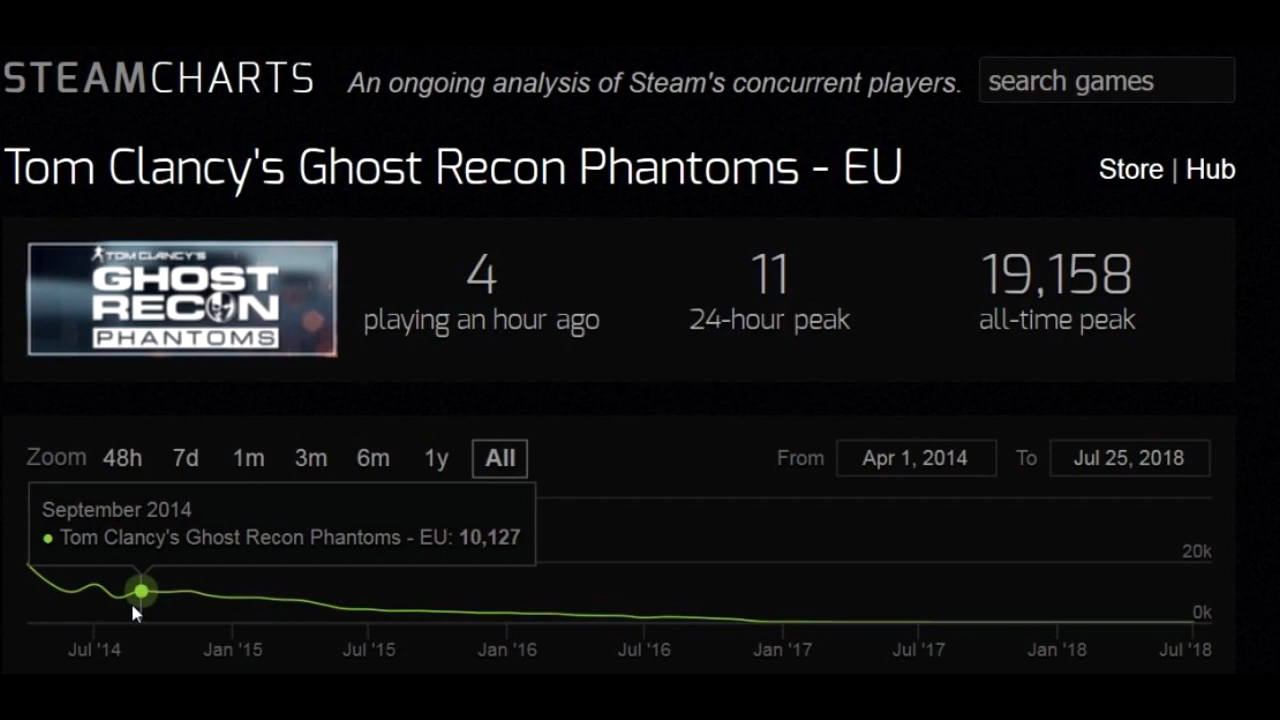 STEAMCHARTS An ongoing analysis of Steam's concurrent players. search games
Tom Clancy's Ghost Recon Phantoms - EU Store | Hub
TOM CLANCY'S
GHOST
RECON
PHANTOMS
4 11 19,158
playing an hour ago 24-hour peak all-time peak
Zoom 48h 7d 1m 3m 6m 1y All From Apr 1, 2014 To Jul 25, 2018
September 2014
Tom Clancy's Ghost Recon Phantoms - EU: 10,127
20k
0k
Jul '14 Jan '15 Jul '15 Jan '16 Jul '16 Jan '17 Jul '17 Jan '18 Jul '18